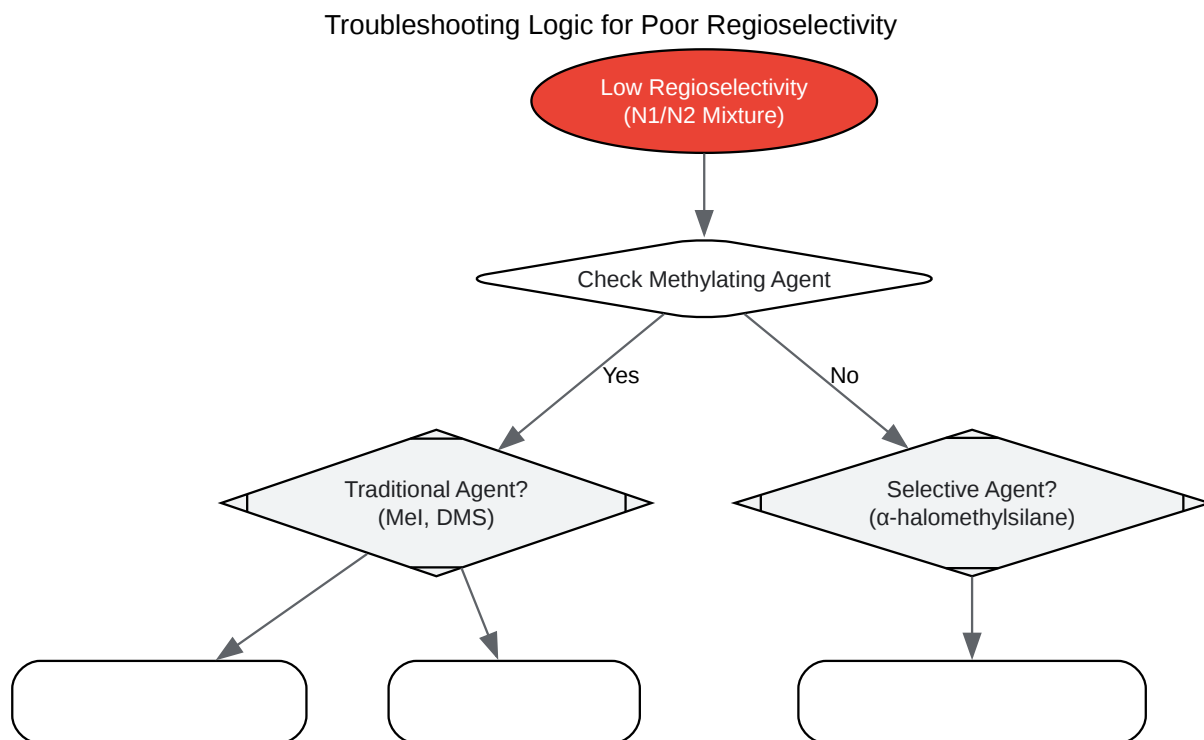 Troubleshooting Logic for Poor Regioselectivity
Low Regioselectivity
(N1/N2 Mixture)
Check Methylating Agent
Yes
No
Traditional Agent?
(MeI, DMS)
Selective Agent?
(α-halomethylsilane)